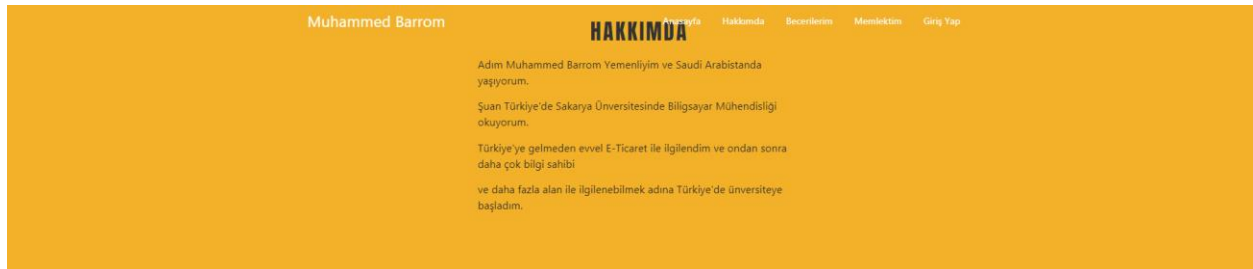 Muhammed Barrom
Anasayfa Hakkımda Becerilerim Memlektim Giriş Yap
HAKKIMDA
Adım Muhammed Barrom Yemenliyim ve Saudi Arabistanda
yaşıyorum.
Şuan Türkiye'de Sakarya Ünversitesinde Biligsayar Mühendisliği
okuyorum.
Türkiye'ye gelmeden evvel E-Ticaret ile ilgilendim ve ondan sonra
daha çok bilgi sahibi
ve daha fazla alan ile ilgilenebilmek adına Türkiye'de ünversiteye
başladım.